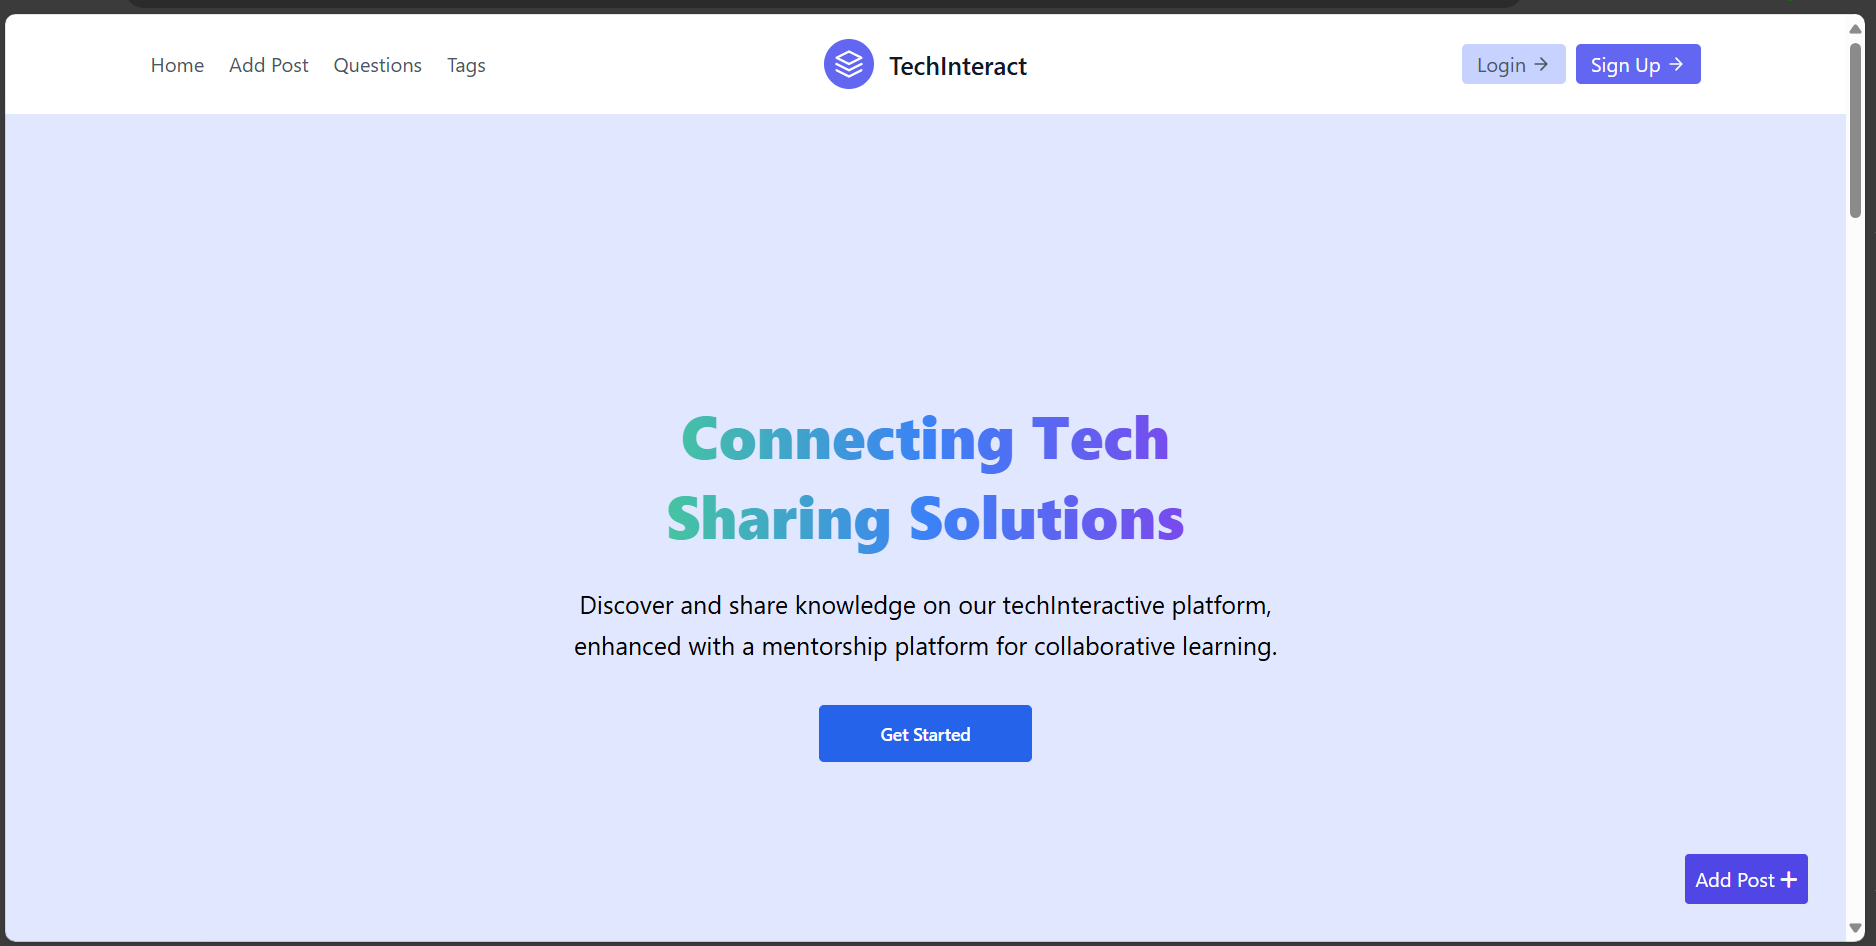 Home Add Post Questions Tags TechInteract Login Sign Up
Connecting Tech
Sharing Solutions
Discover and share knowledge on our techInteractive platform,
enhanced with a mentorship platform for collaborative learning.
Get Started
Add Post